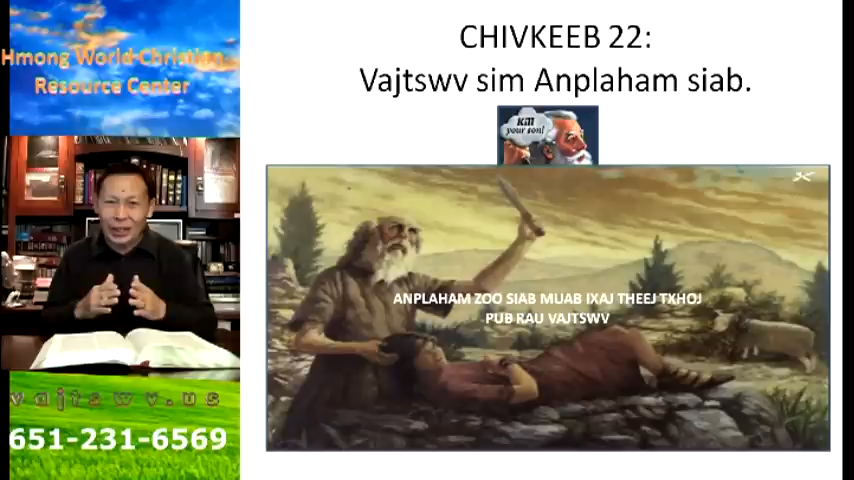 Hmong World Christian
Resource Center
vajtswv.us
651-231-6569
CHIVKEEB 22:
Vajtswv sim Anplaham siab.
Kill
your son!
ANPLAHAM ZOO SIAB MUAB IXAJ THEEJ TXHOJ
PUB RAU VAJTSWV